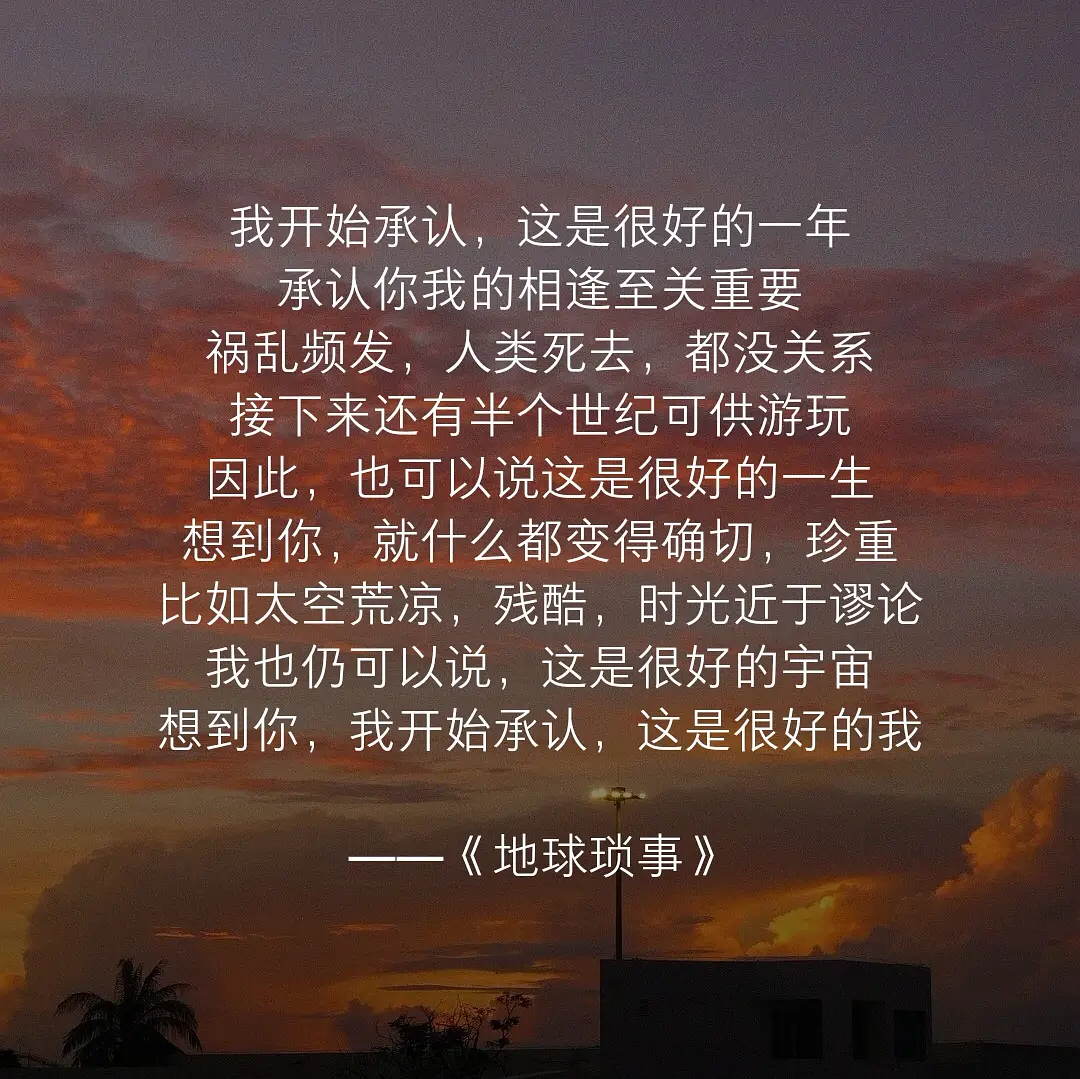 我开始承认，这是很好的一年
承认你我的相逢至关重要
祸乱频发，人类死去，都没关系
接下来还有半个世纪可供游玩
因此，也可以说这是很好的一生
想到你，就什么都变得确切，珍重
比如太空荒凉，残酷，时光近于谬论
我也仍可以说，这是很好的宇宙
想到你，我开始承认，这是很好的我
——《地球琐事》